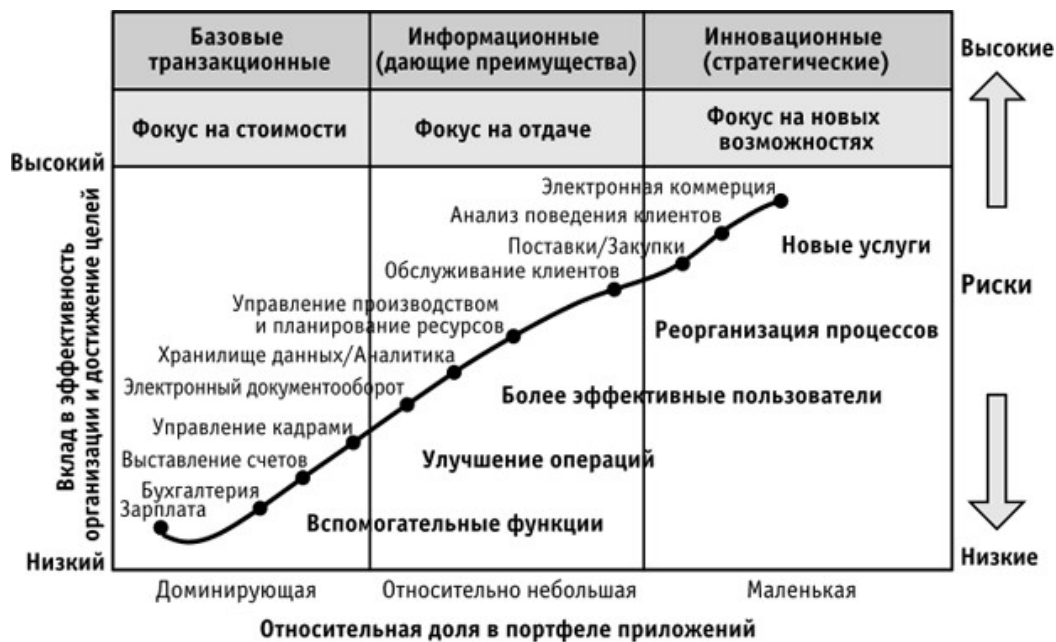 Базовые
транзакционные
Информационные
(дающие преимущества)
Инновационные
(стратегические)
Высокие
Фокус на стоимости
Фокус на отдаче
Фокус на новых
возможностях
Высокий
Вклад в эффективность
организации и достижение целей
Электронная коммерция
Анализ поведения клиентов
Поставки/Закупки
Новые услуги
Обслуживание клиентов
Риски
Управление производством
и планирование ресурсов
Реорганизация процессов
Хранилище данных/Аналитика
Электронный документооборот
Более эффективные пользователи
Управление кадрами
Улучшение операций
Выставление счетов
Бухгалтерия
Зарплата
Вспомогательные функции
Низкий
Низкие
Доминирующая
Относительно небольшая
Маленькая
Относительная доля в портфеле приложений